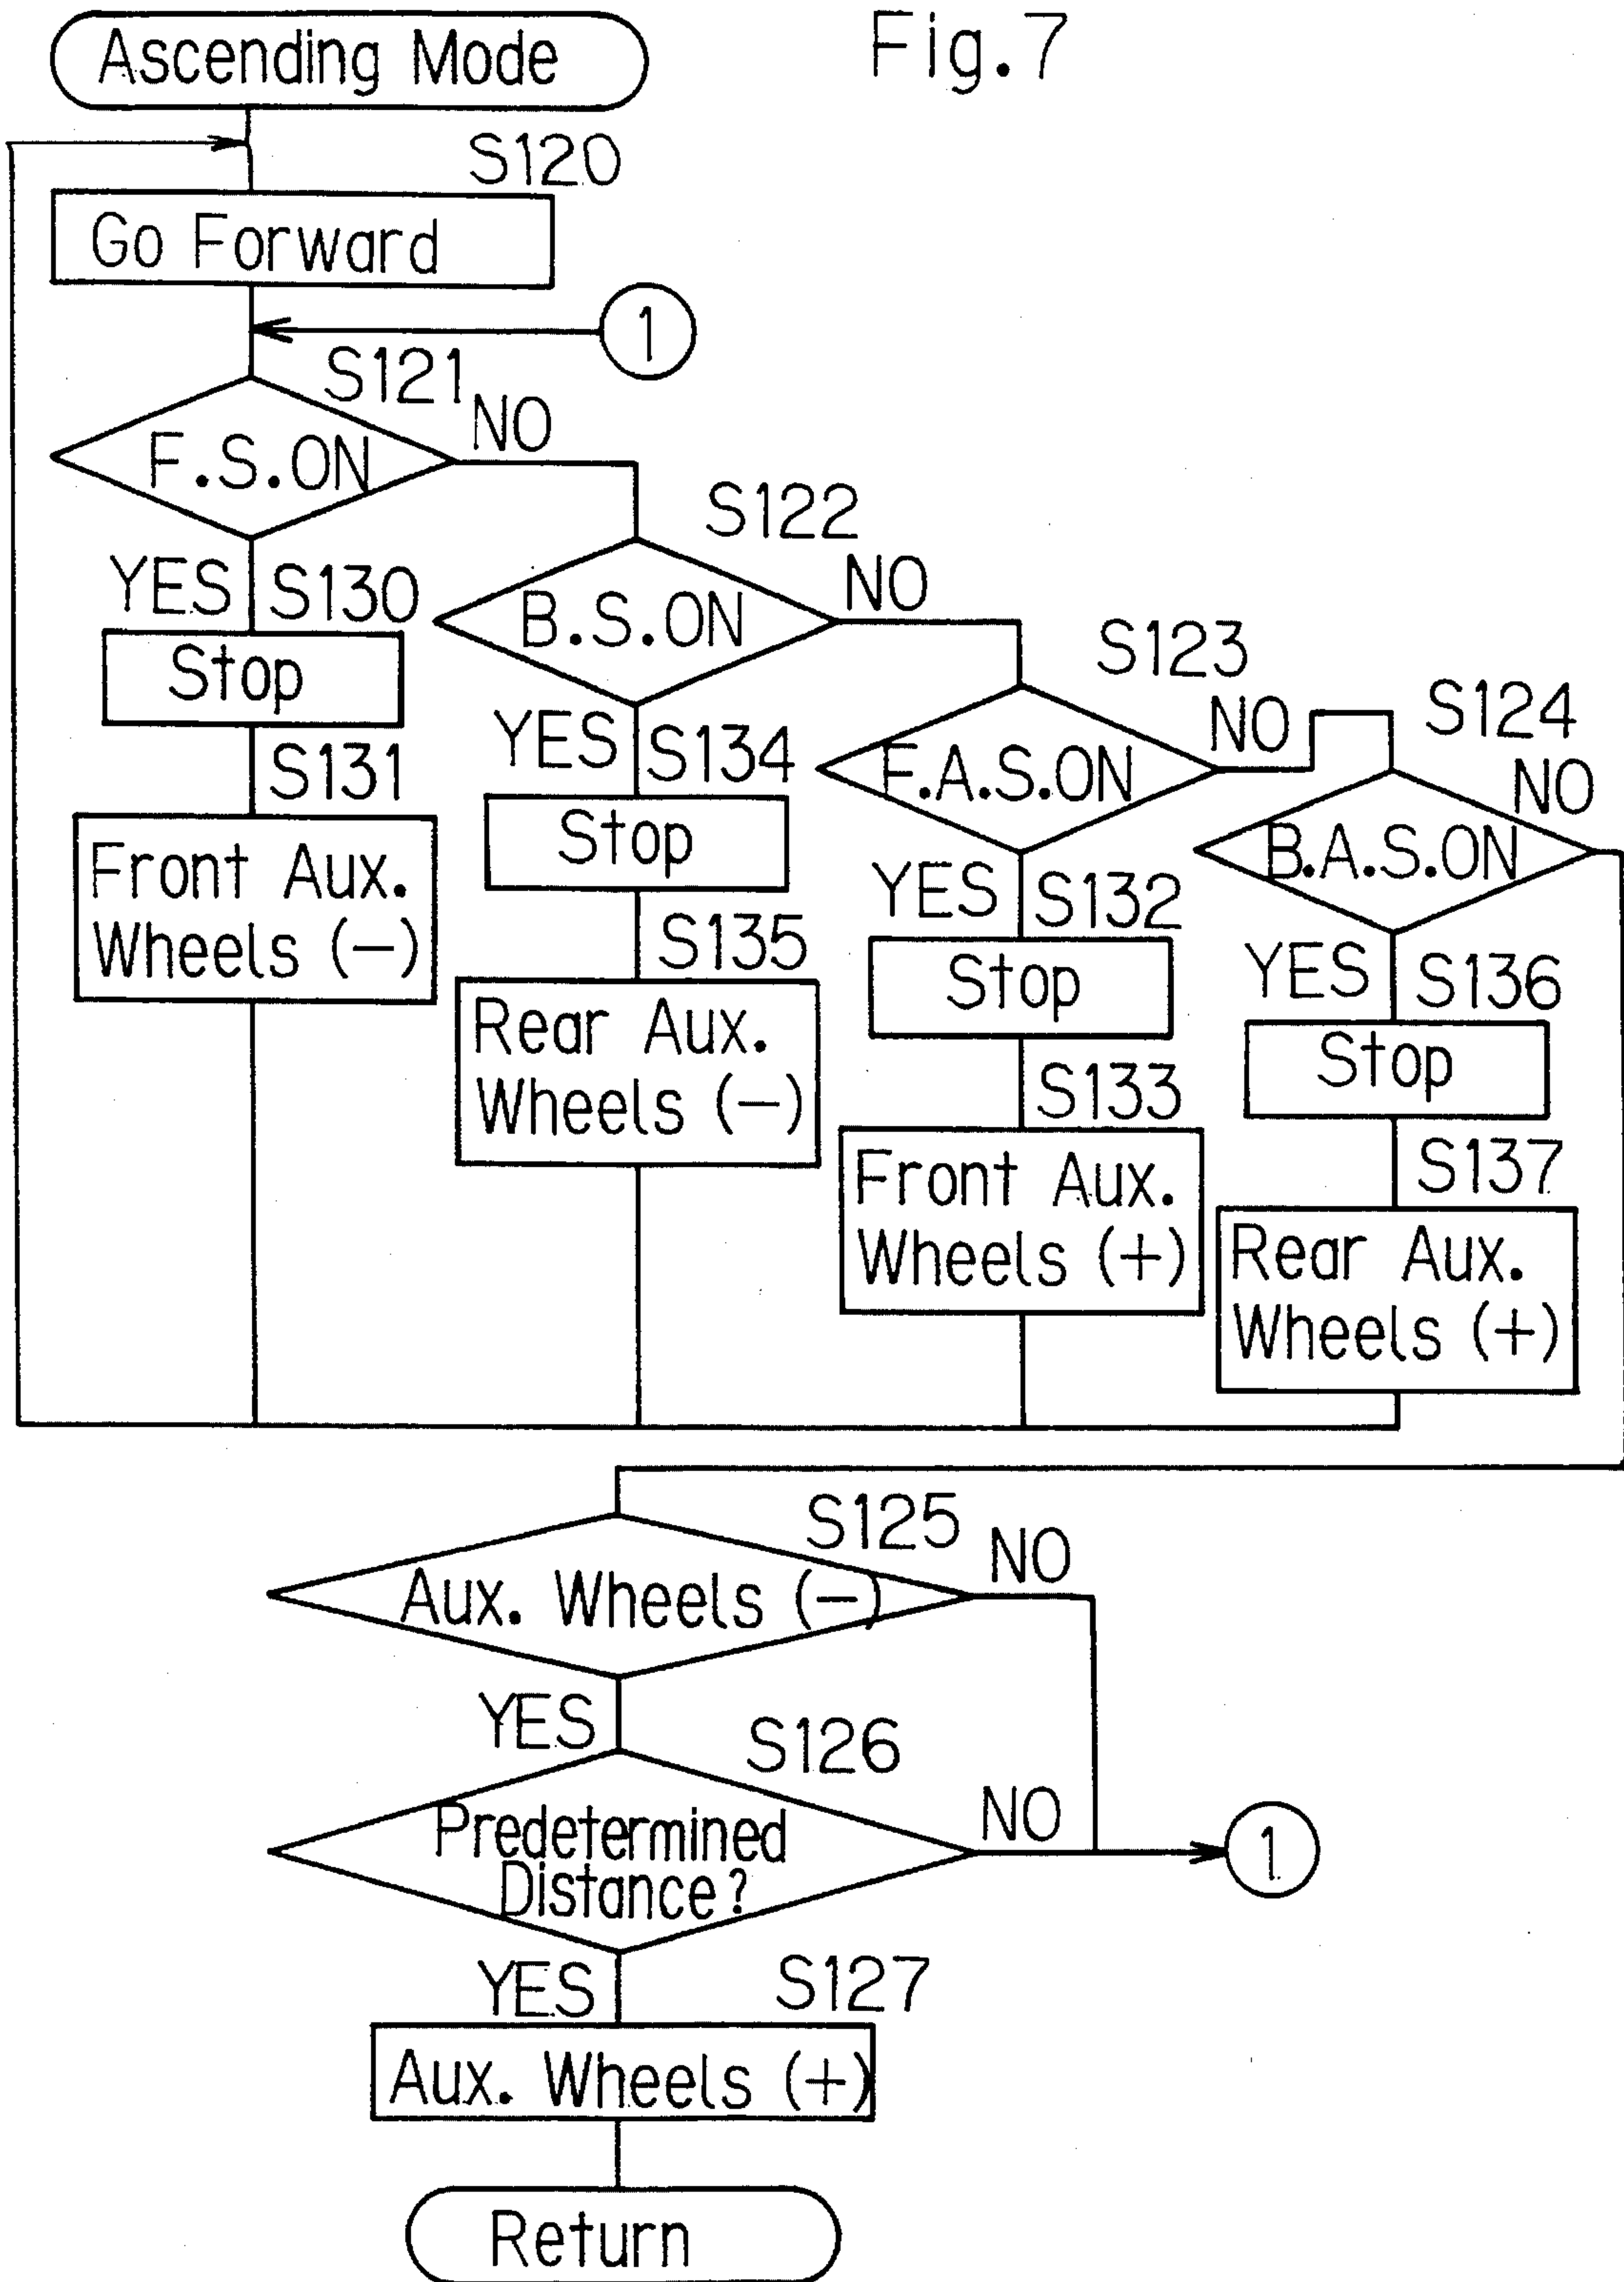 Fig.7
Ascending Mode
S120
Go Forward
1
S121
F.S.ON
NO
YES
S130
Stop
S131
Front Aux.
Wheels (−)
S122
B.S.ON
NO
YES
S134
Stop
S135
Rear Aux.
Wheels (−)
S123
F.A.S.ON
NO
YES
S132
Stop
S133
Front Aux.
Wheels (+)
S124
B.A.S.ON
NO
YES
S136
Stop
S137
Rear Aux.
Wheels (+)
S125
Aux. Wheels (−)
NO
YES
S126
Predetermined
Distance?
NO
1
YES
S127
Aux. Wheels (+)
Return